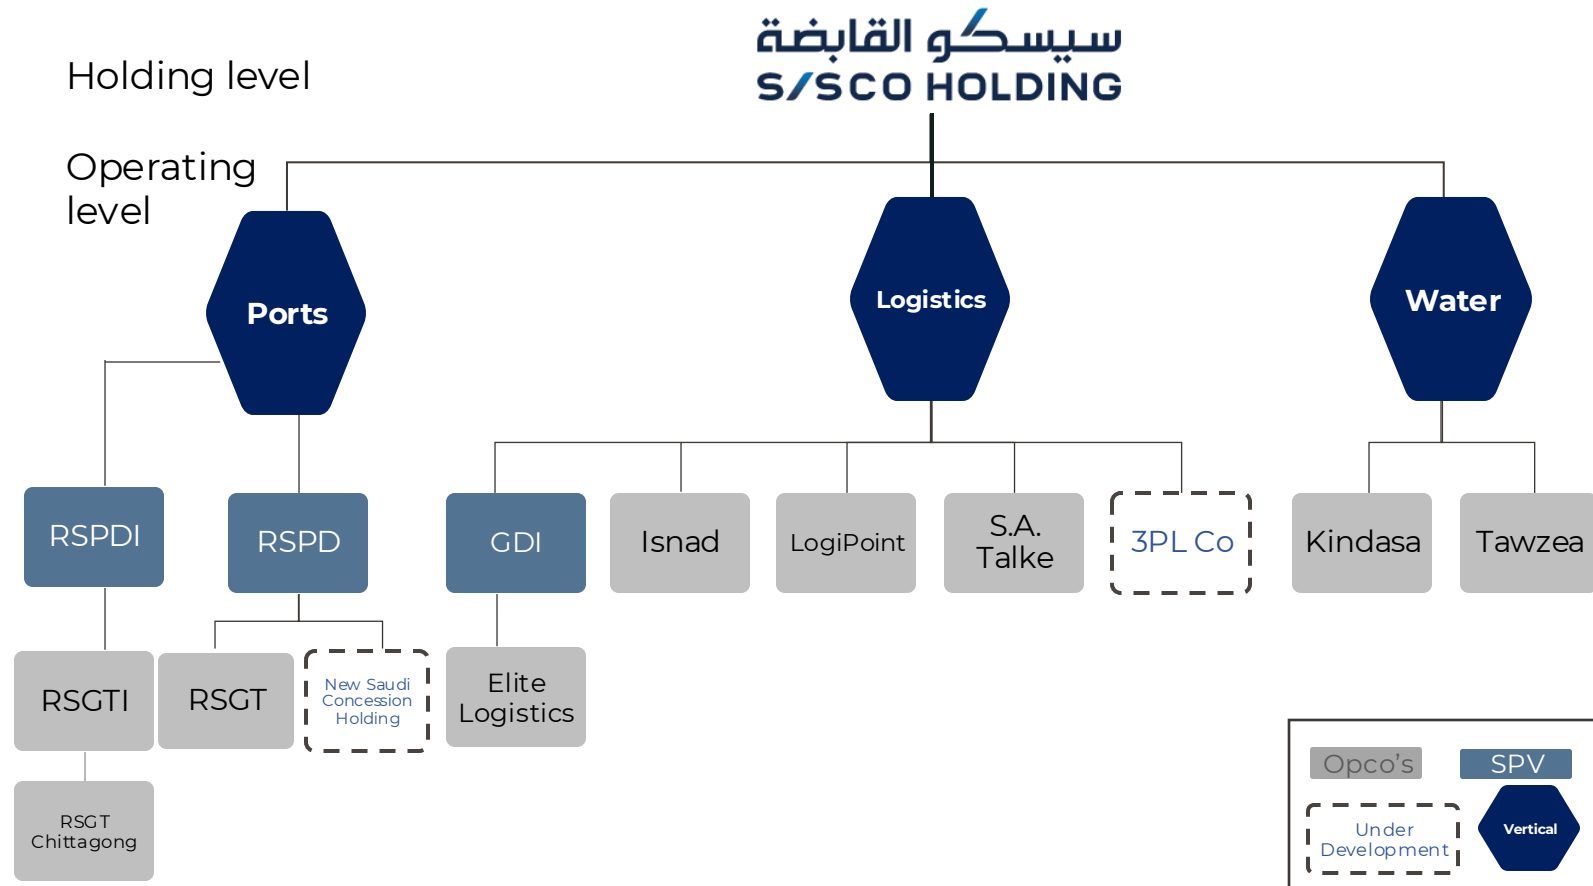 سيسكو القابضة
SISCO HOLDING
Holding level
Operating
level
Ports
Logistics
Water
RSPDI
RSPD
GDI
Isnad
LogiPoint
S.A.
Talke
3PL Co
Kindasa
Tawzea
RSGTI
RSGT
New Saudi
Concession
Holding
Elite
Logistics
RSGT
Chittagong
Opco's
SPV
Under
Development
Vertical